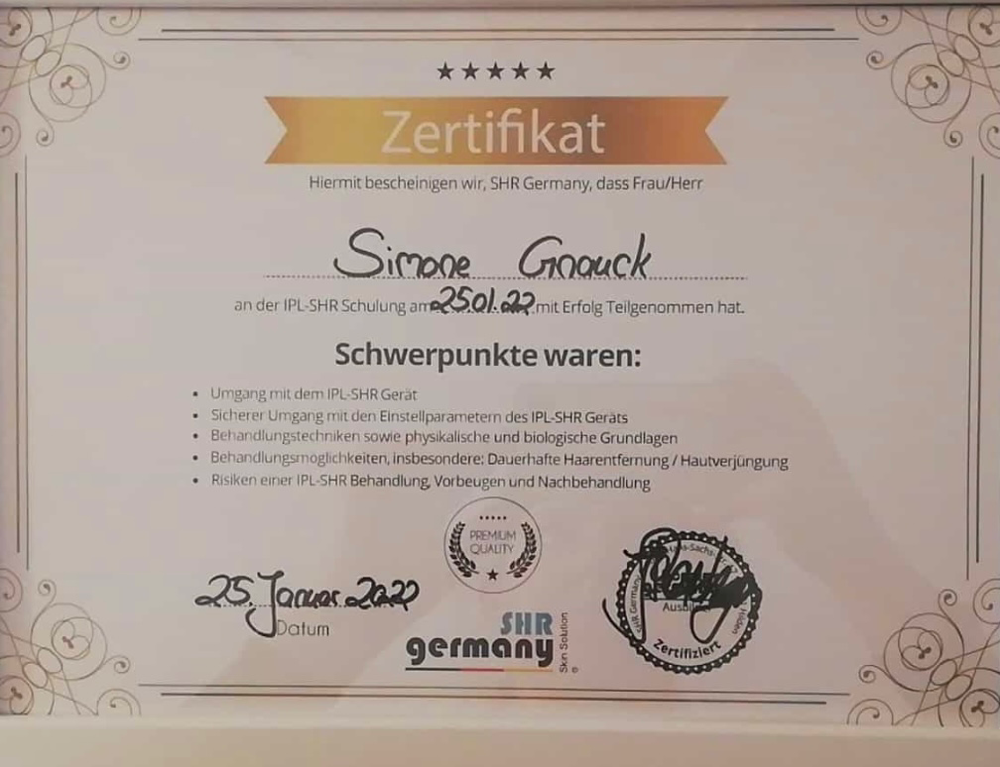 Zertifikat
Hiermit bescheinigen wir, SHR Germany, dass Frau/Herr
Simone Gnauck
an der IPL-SHR Schulung am 25.01.22 mit Erfolg Teilgenommen hat.
Schwerpunkte waren:
• Umgang mit dem IPL-SHR Gerät
• Sicherer Umgang mit den Einstellparametern des IPL-SHR Geräts
• Behandlungstechniken sowie physikalische und biologische Grundlagen
• Behandlungsmöglichkeiten, insbesondere: Dauerhafte Haarentfernung / Hautverjüngung
• Risiken einer IPL-SHR Behandlung, Vorbeugen und Nachbehandlung
PREMIUM
QUALITY
25. Januar 2022
Datum
SHR
germany
Skin Solution
SHR Germany
Zertifiziert